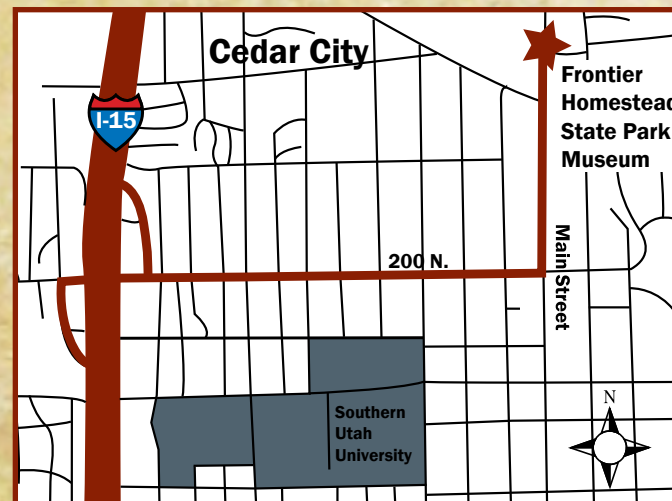 Cedar City
I-15
Frontier
Homestead
State Park
Museum
200 N.
Main Street
Southern
Utah
University
N